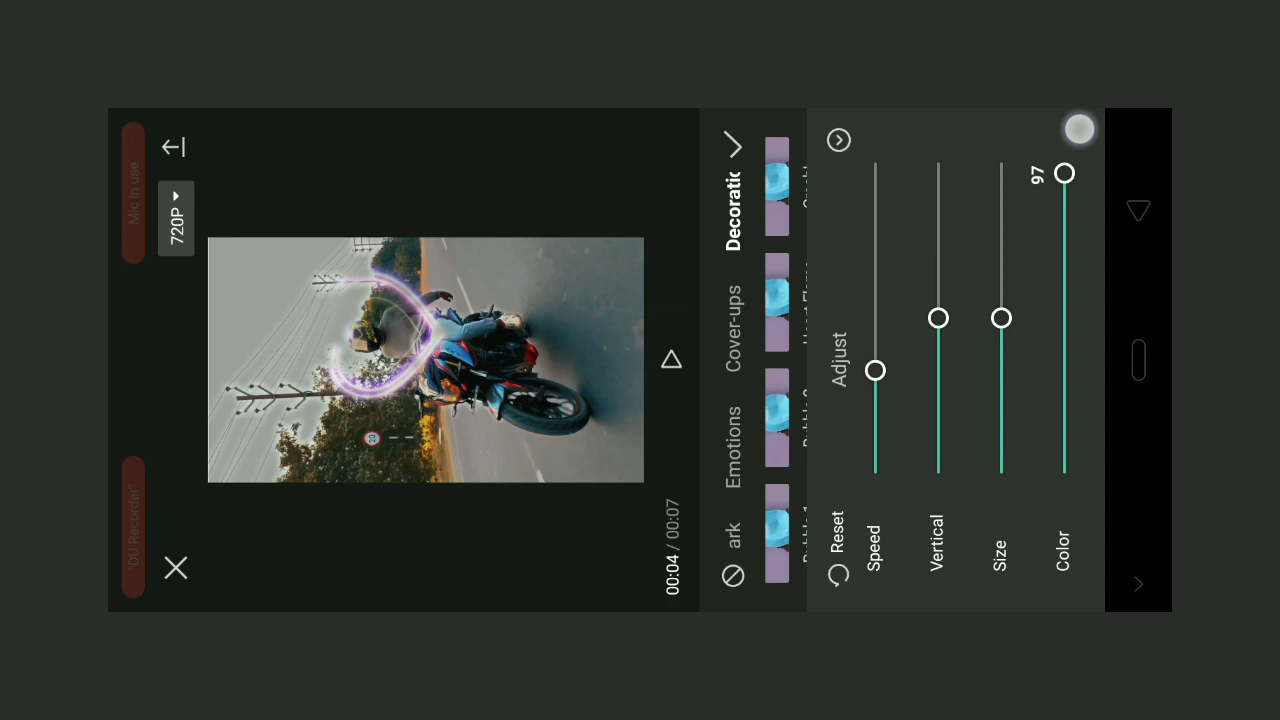 "DU Recorder"
Mic in use
720P
20
00:04 / 00:07
ark
Emotions
Cover-ups
Decoratic
Reset
Adjust
Speed
Vertical
Size
Color
97